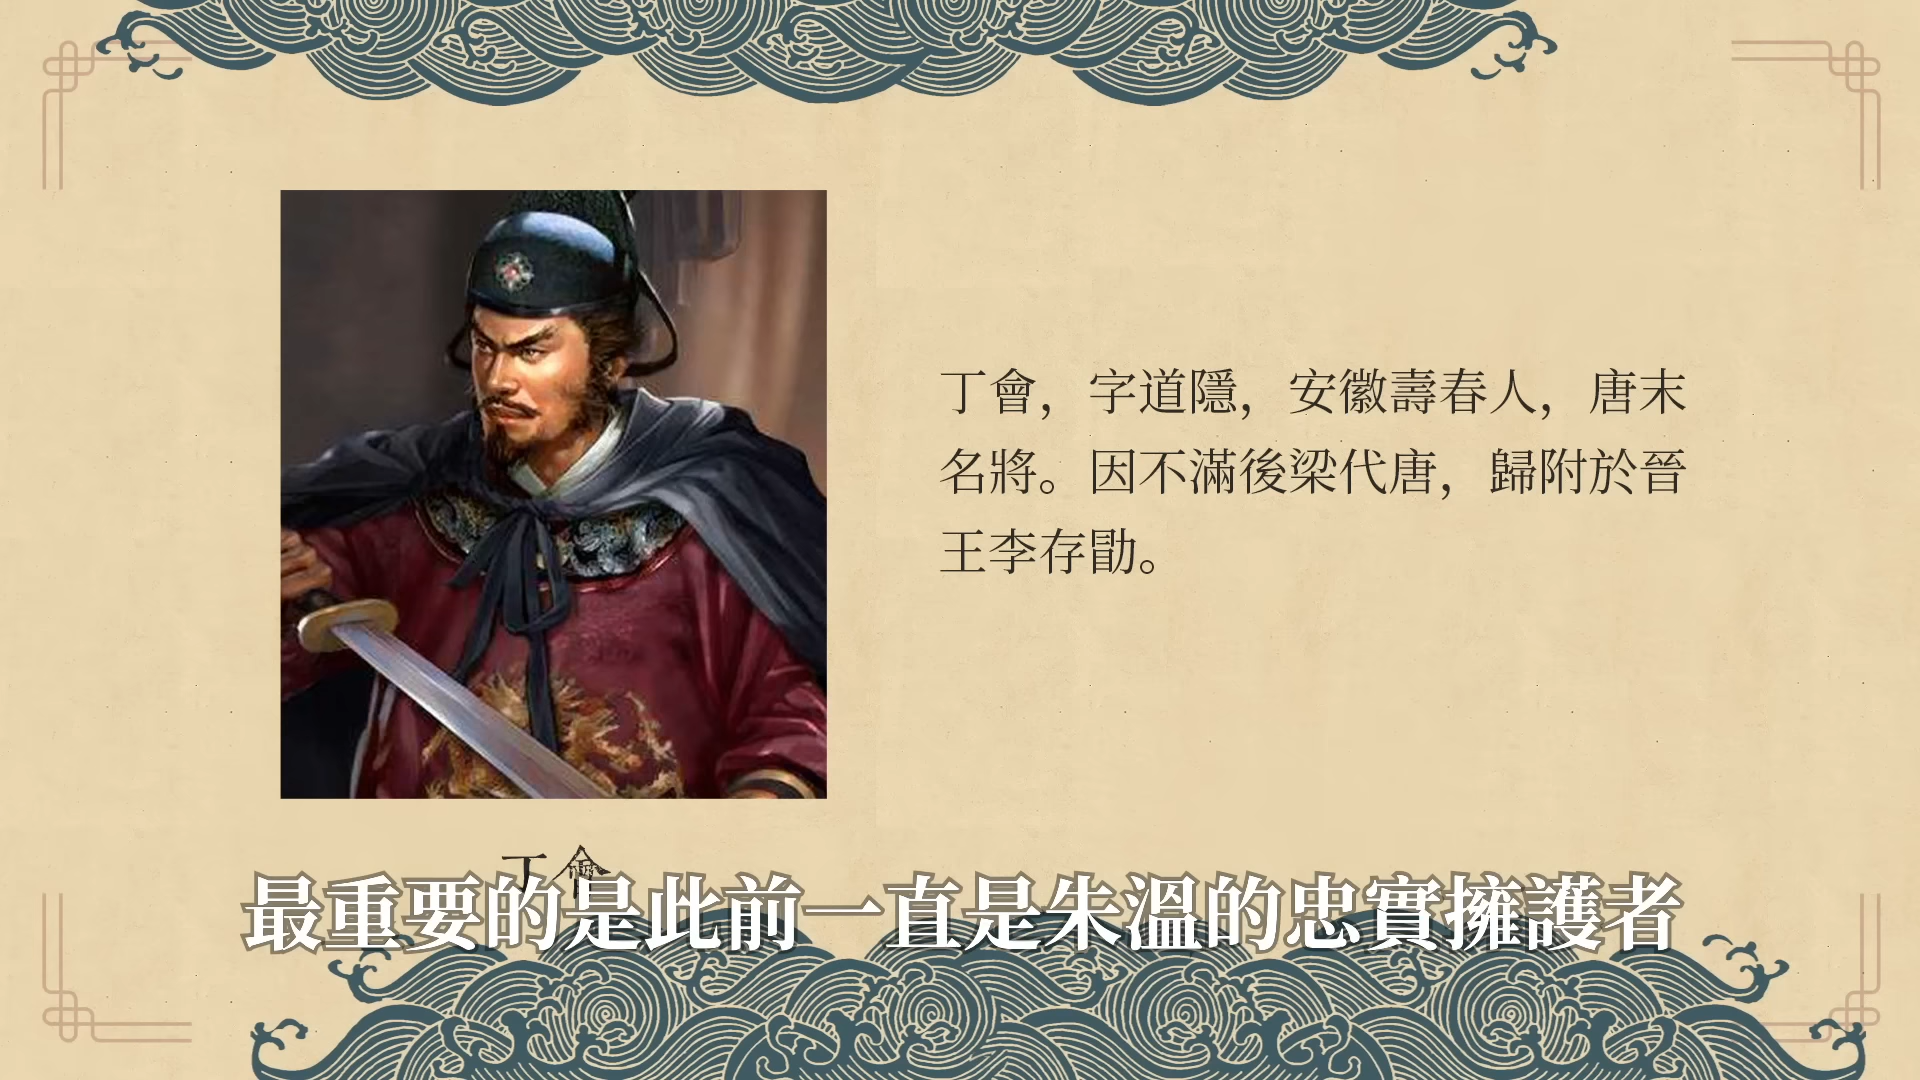 丁會，字道隱，安徽壽春人，唐末
名將。因不滿後梁代唐，歸附於晉
王李存勖。
丁會
最重要的是此前一直是朱溫的忠實擁護者